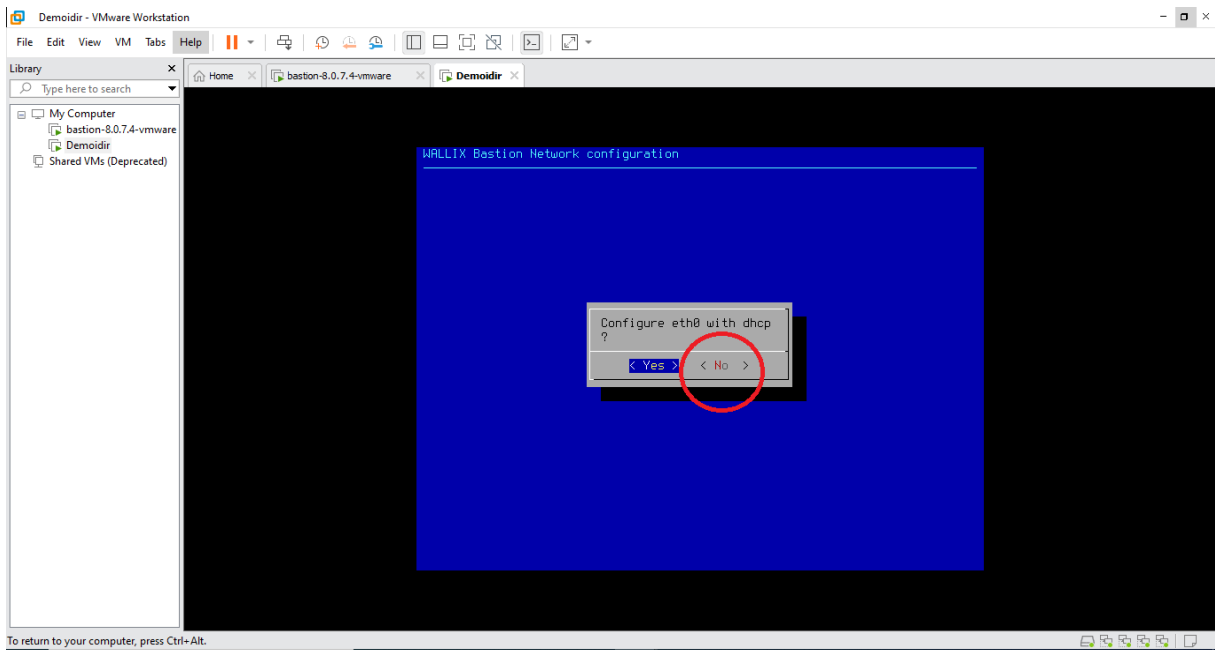 Demoidir - VMware Workstation
File Edit View VM Tabs Help
Library
Type here to search
My Computer
bastion-8.0.7.4-vmware
Demoidir
Shared VMs (Deprecated)
Home bastion-8.0.7.4-vmware Demoidir
WALLIX Bastion Network configuration
Configure eth0 with dhcp
?
< Yes > < No >
To return to your computer, press Ctrl+Alt.